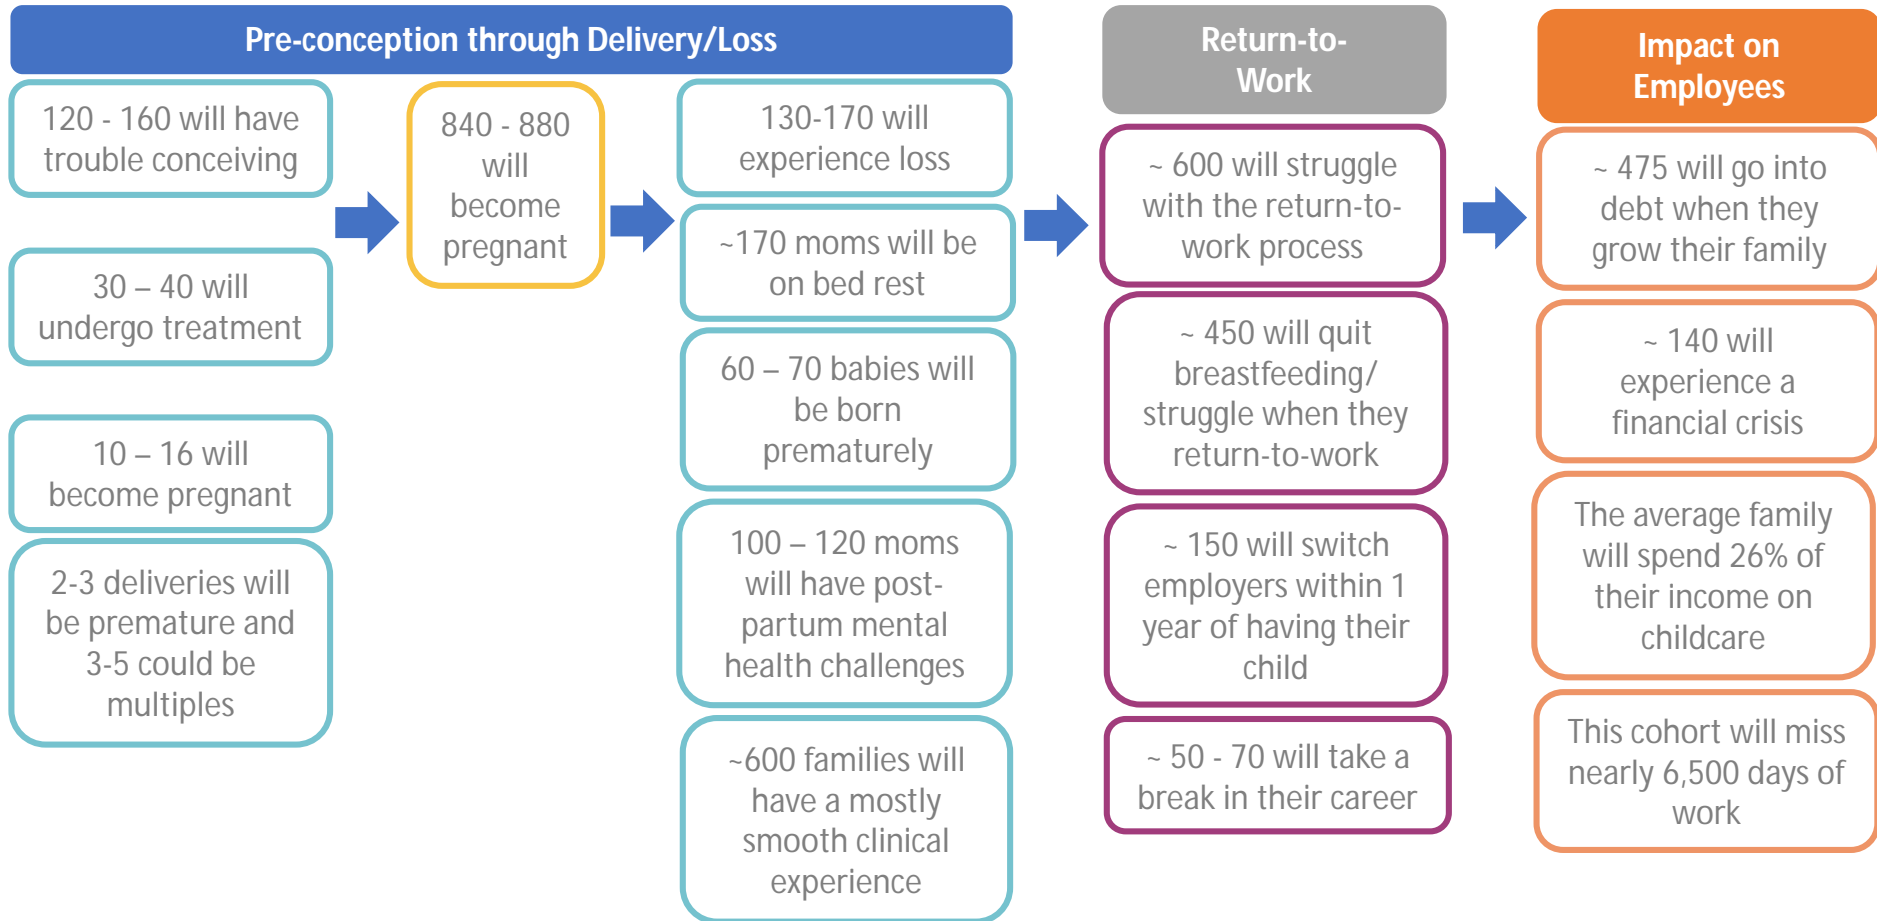 Pre-conception through Delivery/Loss
120 - 160 will have
trouble conceiving
30 – 40 will
undergo treatment
10 – 16 will
become pregnant
2-3 deliveries will
be premature and
3-5 could be
multiples
840 - 880
will
become
pregnant
130-170 will
experience loss
~170 moms will be
on bed rest
60 – 70 babies will
be born
prematurely
100 – 120 moms
will have post-
partum mental
health challenges
~600 families will
have a mostly
smooth clinical
experience
Return-to-
Work
~ 600 will struggle
with the return-to-
work process
~ 450 will quit
breastfeeding/
struggle when they
return-to-work
~ 150 will switch
employers within 1
year of having their
child
~ 50 - 70 will take a
break in their career
Impact on
Employees
~ 475 will go into
debt when they
grow their family
~ 140 will
experience a
financial crisis
The average family
will spend 26% of
their income on
childcare
This cohort will miss
nearly 6,500 days of
work